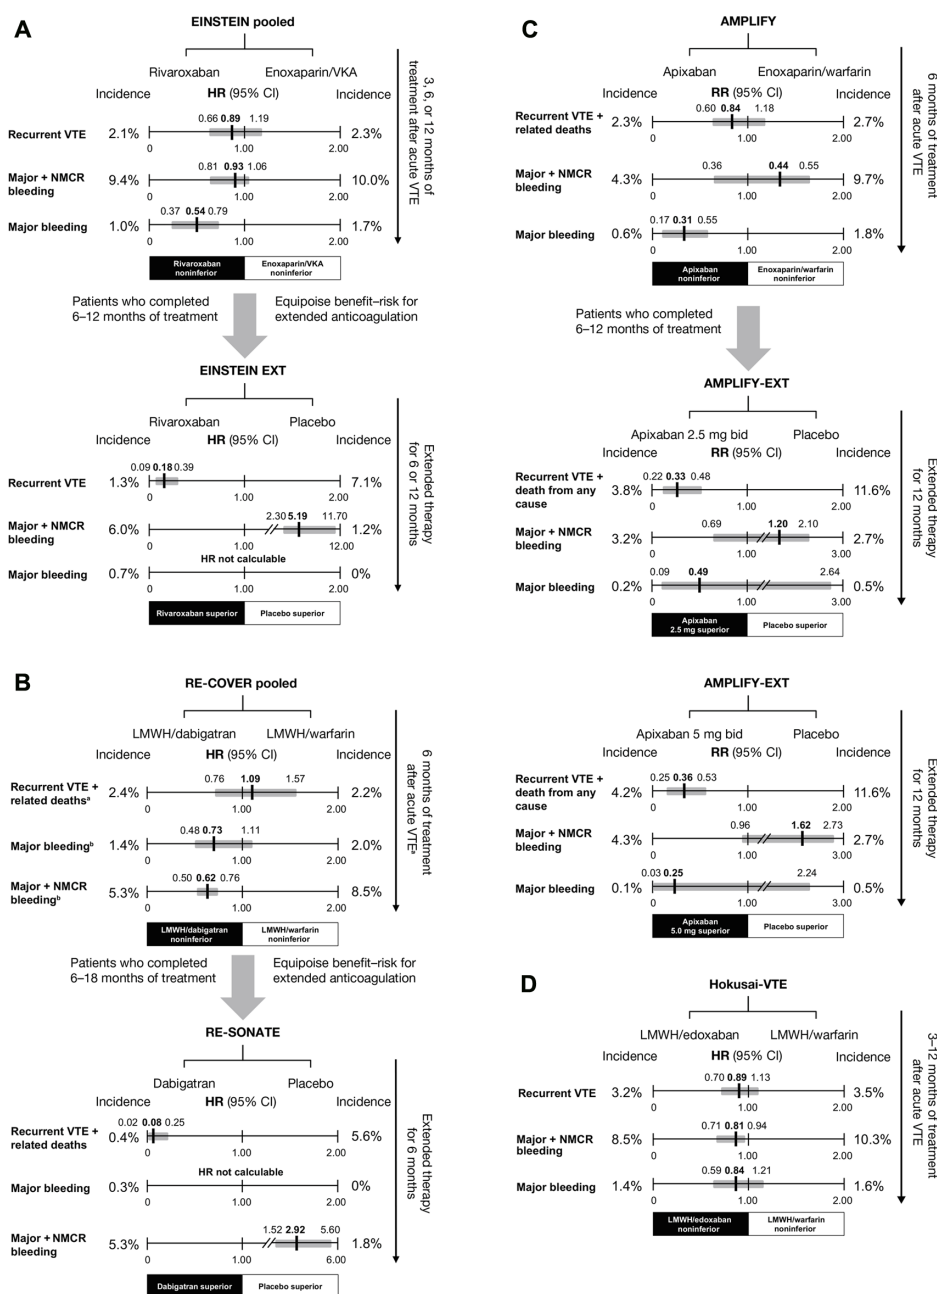 A
EINSTEIN pooled
Rivaroxaban Enoxaparin/VKA
Incidence HR (95% CI) Incidence
0.66 0.89 1.19
Recurrent VTE 2.1% 2.3%
0 1.00 2.00
0.81 0.93 1.06
Major + NMCR
bleeding
9.4% 10.0%
0 1.00 2.00
0.37 0.54 0.79
Major bleeding 1.0% 1.7%
0 1.00 2.00
Rivaroxaban
noninferior
Enoxaparin/VKA
noninferior
3, 6, or 12 months of
treatment after acute VTE
Patients who completed
6–12 months of treatment
Equipoise benefit–risk for
extended anticoagulation
EINSTEIN EXT
Rivaroxaban Placebo
Incidence HR (95% CI) Incidence
0.09 0.18 0.39
Recurrent VTE 1.3% 7.1%
0 1.00 2.00
2.30 5.19 11.70
Major + NMCR
bleeding
6.0% 1.2%
0 1.00 12.00
HR not calculable
Major bleeding 0.7% 0%
0 1.00 2.00
Rivaroxaban superior Placebo superior
Extended therapy
for 6 or 12 months
B
RE-COVER pooled
LMWH/dabigatran LMWH/warfarin
Incidence HR (95% CI) Incidence
0.76 1.09 1.57
Recurrent VTE +
related deathsª
2.4% 2.2%
0 1.00 2.00
0.48 0.73 1.11
Major bleedingᵇ 1.4% 2.0%
0 1.00 2.00
0.50 0.62 0.76
Major + NMCR
bleedingᵇ
5.3% 8.5%
0 1.00 2.00
LMWH/dabigatran
noninferior
LMWH/warfarin
noninferior
6 months of treatment
after acute VTEª
Patients who completed
6–18 months of treatment
Equipoise benefit–risk for
extended anticoagulation
RE-SONATE
Dabigatran Placebo
Incidence HR (95% CI) Incidence
0.02 0.08 0.25
Recurrent VTE +
related deaths
0.4% 5.6%
0 1.00 2.00
HR not calculable
Major bleeding 0.3% 0%
0 1.00 2.00
1.52 2.92 5.60
Major + NMCR
bleeding
5.3% 1.8%
0 1.00 6.00
Dabigatran superior Placebo superior
Extended therapy
for 6 months
C
AMPLIFY
Apixaban Enoxaparin/warfarin
Incidence RR (95% CI) Incidence
0.60 0.84 1.18
Recurrent VTE +
related deaths
2.3% 2.7%
0 1.00 2.00
0.36 0.44 0.55
Major + NMCR
bleeding
4.3% 9.7%
0 1.00 2.00
0.17 0.31 0.55
Major bleeding 0.6% 1.8%
0 1.00 2.00
Apixaban
noninferior
Enoxaparin/warfarin
noninferior
6 months of treatment
after acute VTE
Patients who completed
6–12 months of treatment
AMPLIFY-EXT
Apixaban 2.5 mg bid Placebo
Incidence RR (95% CI) Incidence
0.22 0.33 0.48
Recurrent VTE +
death from any
cause
3.8% 11.6%
0 1.00 2.00
0.69 1.20 2.10
Major + NMCR
bleeding
3.2% 2.7%
0 1.00 3.00
0.09 0.49 2.64
Major bleeding 0.2% 0.5%
0 1.00 3.00
Apixaban
2.5 mg superior
Placebo superior
Extended therapy
for 12 months
AMPLIFY-EXT
Apixaban 5 mg bid Placebo
Incidence RR (95% CI) Incidence
0.25 0.36 0.53
Recurrent VTE +
death from any
cause
4.2% 11.6%
0 1.00 2.00
0.96 1.62 2.73
Major + NMCR
bleeding
4.3% 2.7%
0 1.00 3.00
0.03 0.25 2.24
Major bleeding 0.1% 0.5%
0 1.00 3.00
Apixaban
5.0 mg superior
Placebo superior
Extended therapy
for 12 months
D
Hokusai-VTE
LMWH/edoxaban LMWH/warfarin
Incidence HR (95% CI) Incidence
0.70 0.89 1.13
Recurrent VTE 3.2% 3.5%
0 1.00 2.00
0.71 0.81 0.94
Major + NMCR
bleeding
8.5% 10.3%
0 1.00 2.00
0.59 0.84 1.21
Major bleeding 1.4% 1.6%
0 1.00 2.00
LMWH/edoxaban
noninferior
LMWH/warfarin
noninferior
3–12 months of treatment
after acute VTE